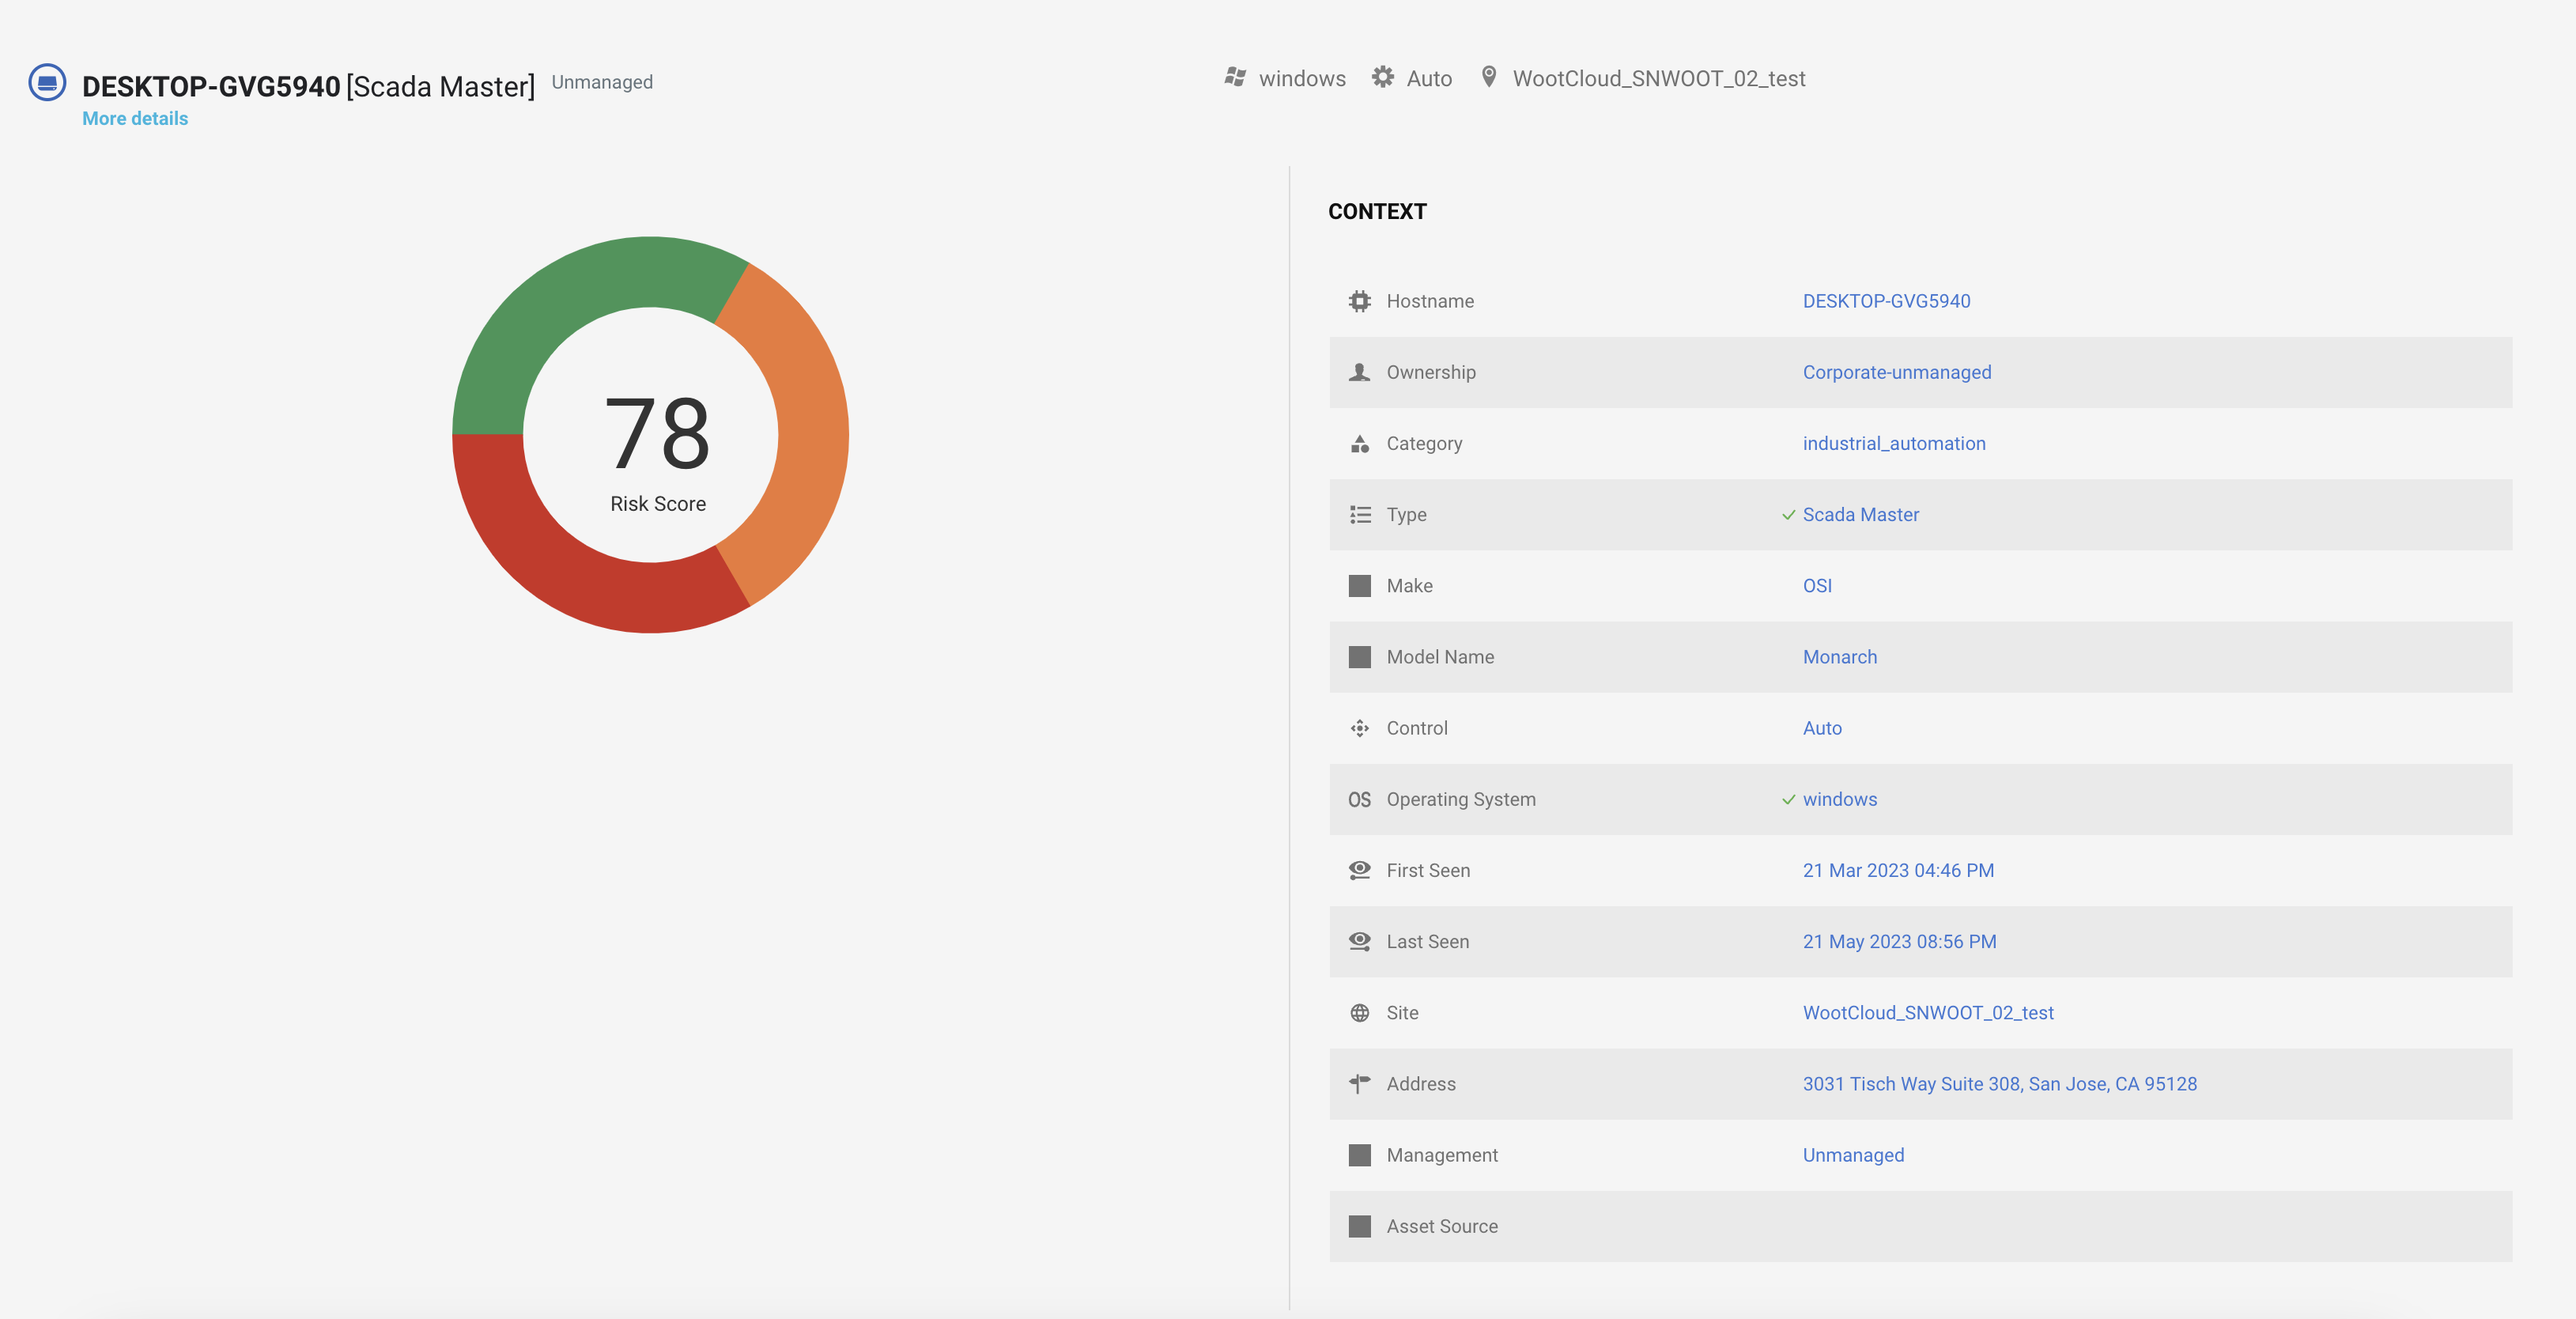 DESKTOP-GVG5940 [Scada Master] Unmanaged
More details
windows Auto WootCloud_SNWOOT_02_test
78
Risk Score
CONTEXT
Hostname DESKTOP-GVG5940
Ownership Corporate-unmanaged
Category industrial_automation
Type Scada Master
Make OSI
Model Name Monarch
Control Auto
OS Operating System windows
First Seen 21 Mar 2023 04:46 PM
Last Seen 21 May 2023 08:56 PM
Site WootCloud_SNWOOT_02_test
Address 3031 Tisch Way Suite 308, San Jose, CA 95128
Management Unmanaged
Asset Source